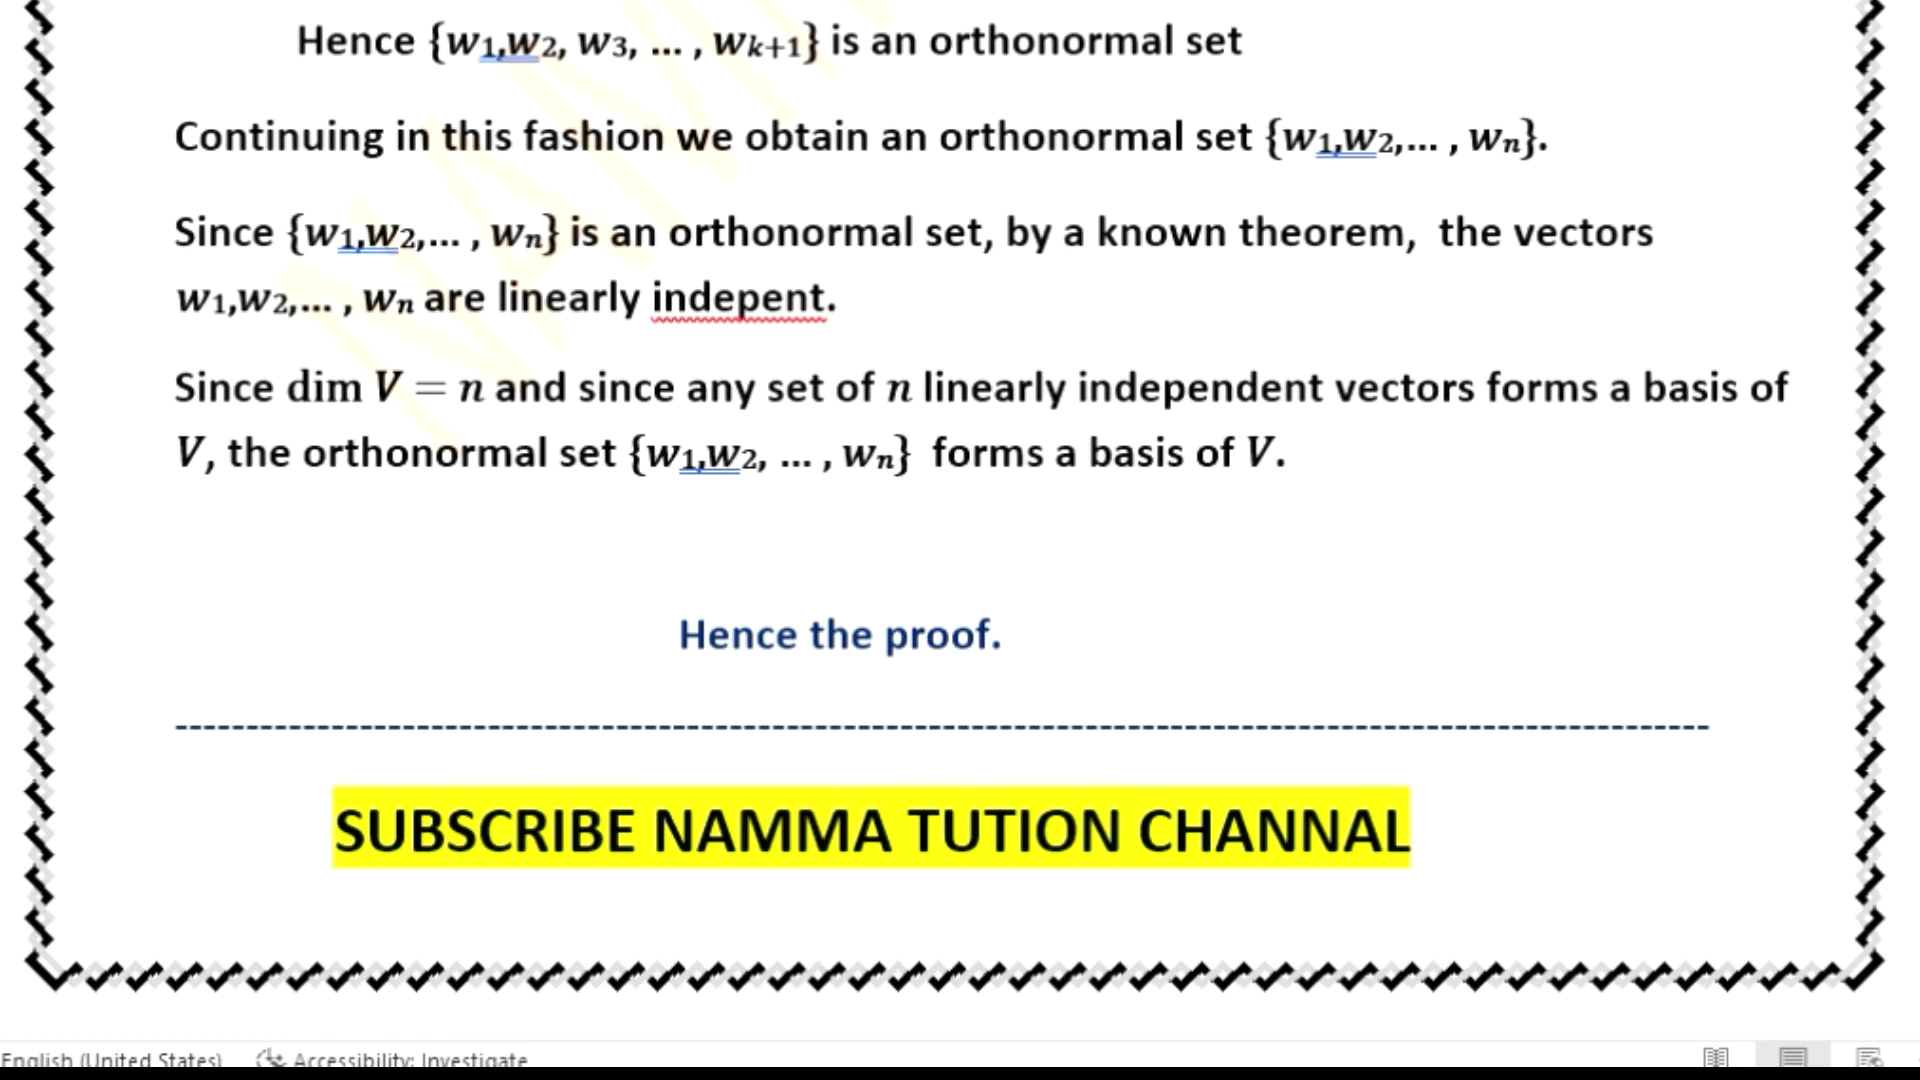 Hence {w1,w2, w3, ... , wk+1} is an orthonormal set
Continuing in this fashion we obtain an orthonormal set {w1,w2,... , wn}.
Since {w1,w2,... , wn} is an orthonormal set, by a known theorem, the vectors
w1,w2,... , wn are linearly indepent.
Since dim V = n and since any set of n linearly independent vectors forms a basis of
V, the orthonormal set {w1,w2, ... , wn} forms a basis of V.
Hence the proof.
SUBSCRIBE NAMMA TUTION CHANNAL
English (United States) Accessibility: Investigate